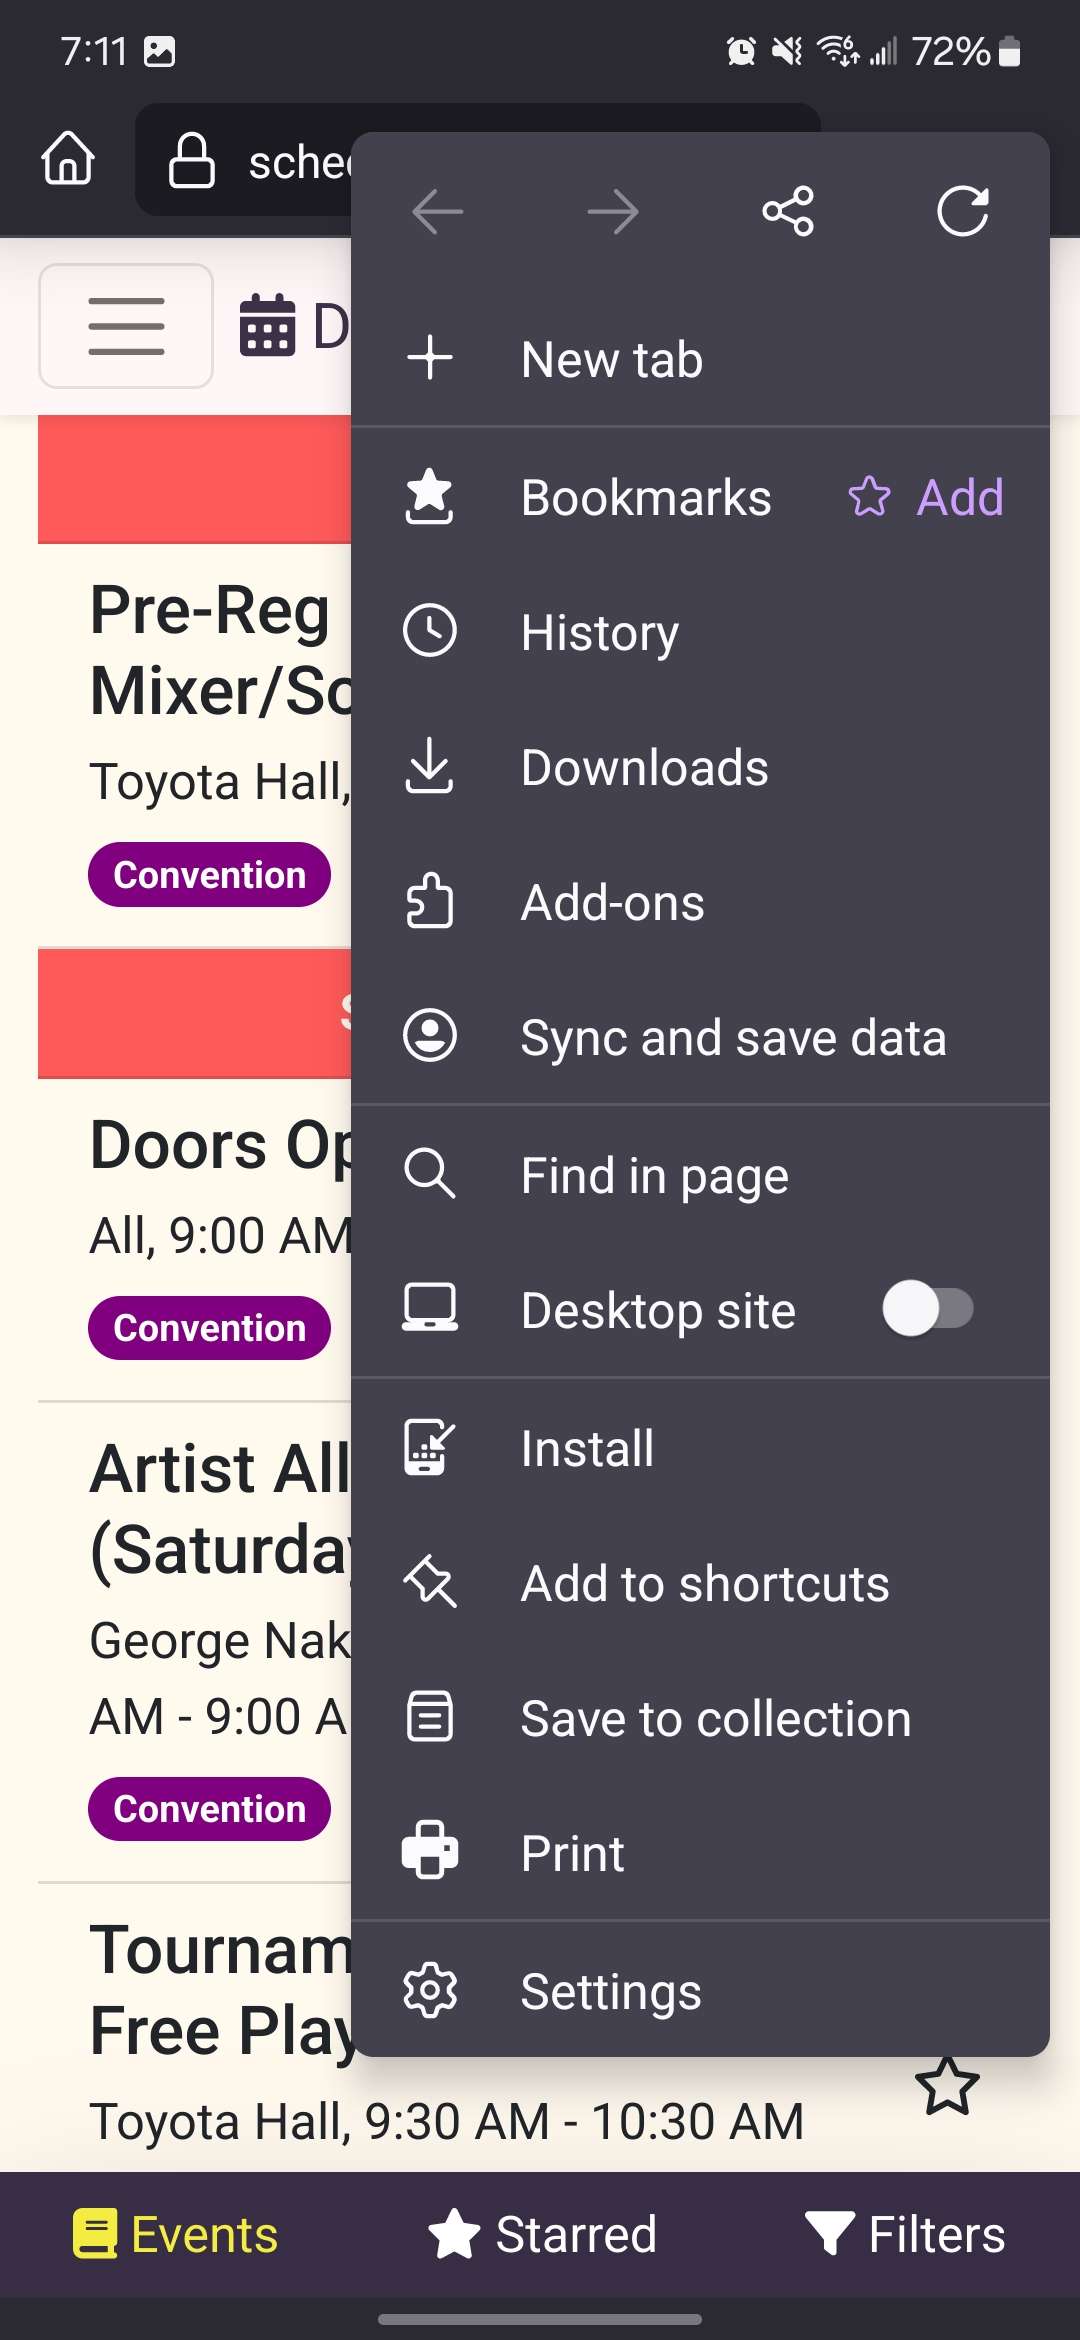 7:11
72%
sche
D
New tab
Bookmarks
Add
History
Downloads
Add-ons
Sync and save data
Find in page
Desktop site
Install
Add to shortcuts
Save to collection
Print
Settings
Pre-Reg
Mixer/So
Toyota Hall,
Convention
S
Doors Op
All, 9:00 AM
Convention
Artist All
(Saturday
George Nak
AM - 9:00 A
Convention
Tournam
Free Play
Toyota Hall, 9:30 AM - 10:30 AM
Events
Starred
Filters